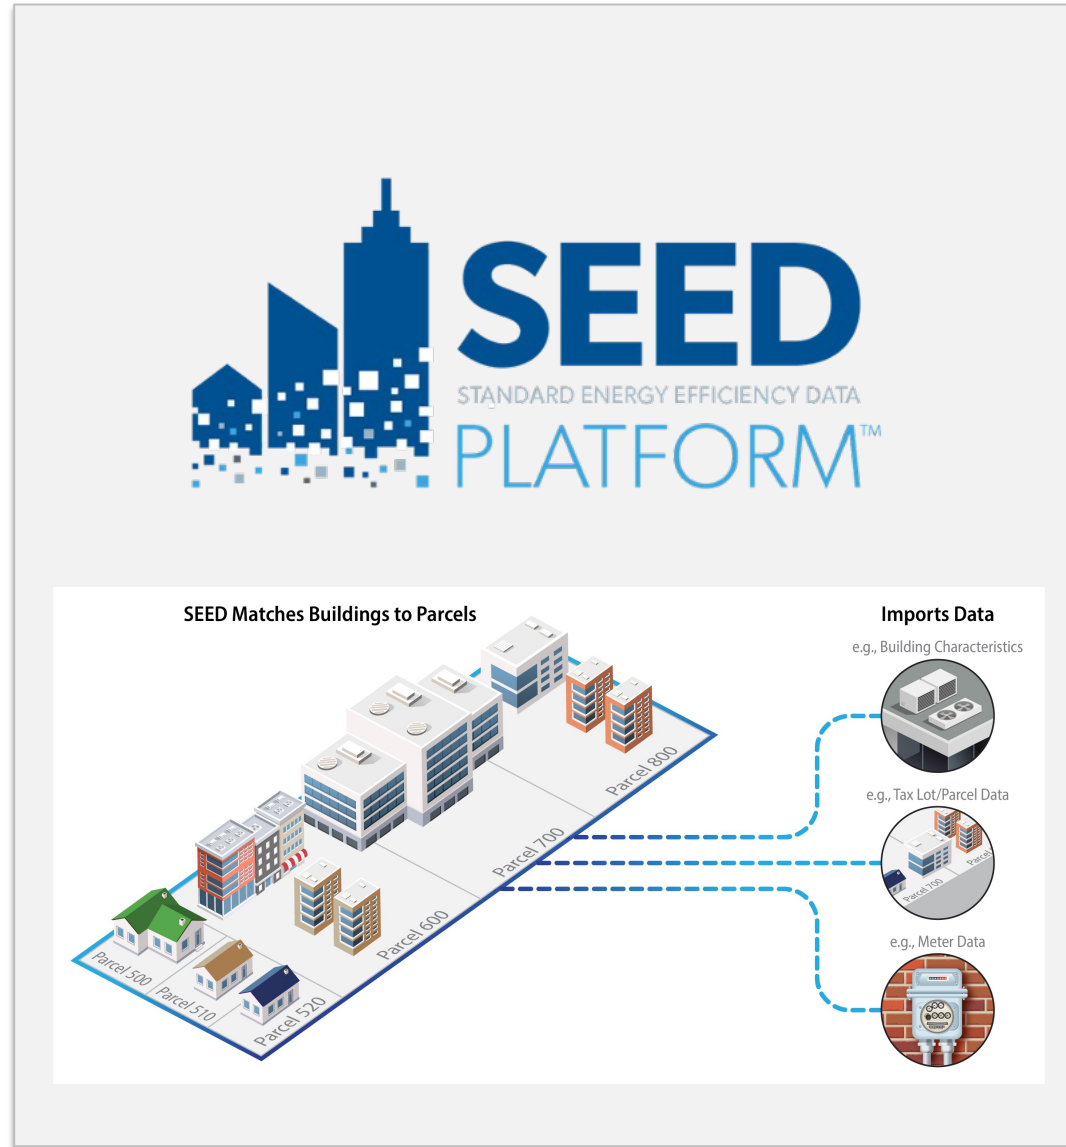 SEED
STANDARD ENERGY EFFICIENCY DATA
PLATFORM™
SEED Matches Buildings to Parcels
Imports Data
e.g., Building Characteristics
Parcel 800
Parcel 700
e.g., Tax Lot/Parcel Data
Parcel 700
Parcel 600
e.g., Meter Data
Parcel 500
Parcel 510
Parcel 520